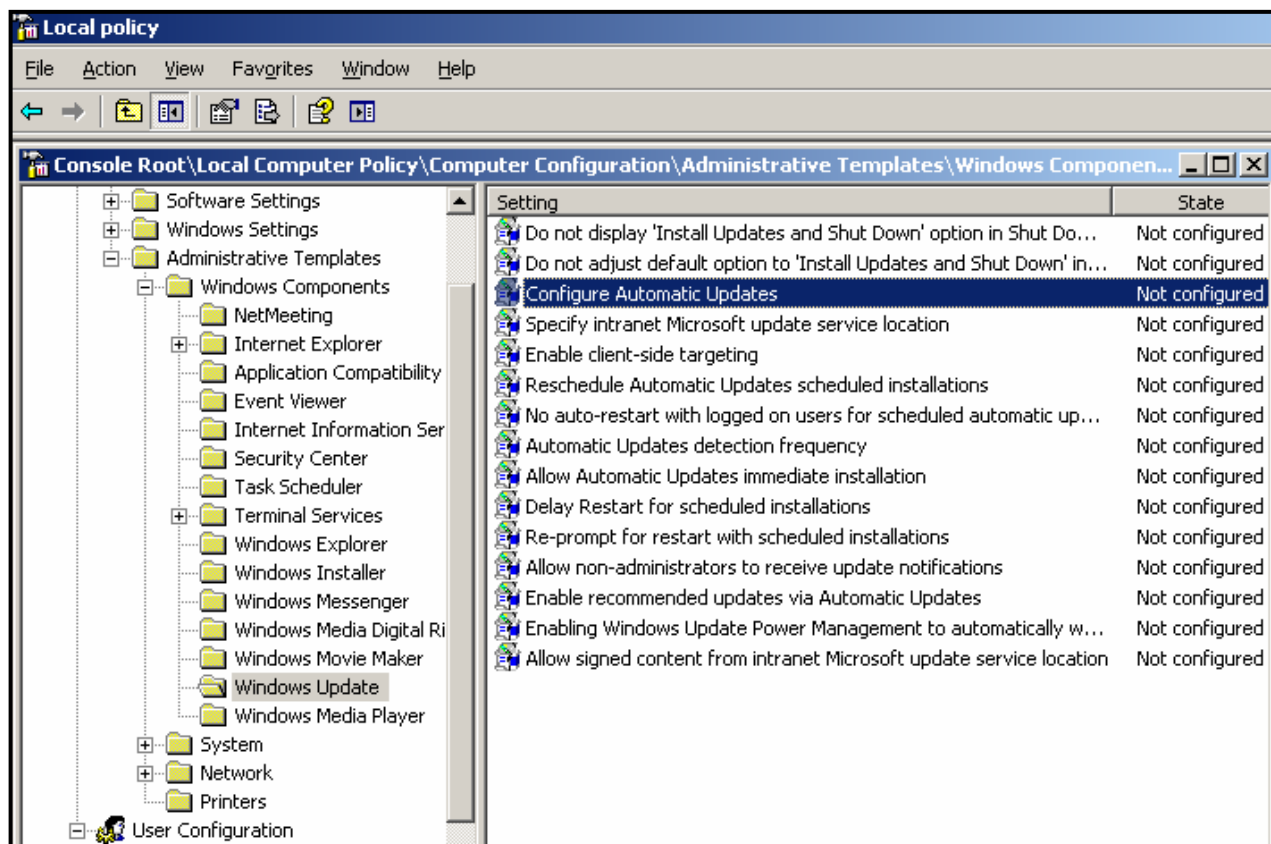 Local policy
File Action View Favorites Window Help
Console Root\Local Computer Policy\Computer Configuration\Administrative Templates\Windows Componen...
Software Settings
Windows Settings
Administrative Templates
Windows Components
NetMeeting
Internet Explorer
Application Compatibility
Event Viewer
Internet Information Ser
Security Center
Task Scheduler
Terminal Services
Windows Explorer
Windows Installer
Windows Messenger
Windows Media Digital Ri
Windows Movie Maker
Windows Update
Windows Media Player
System
Network
Printers
User Configuration
Setting State
Do not display 'Install Updates and Shut Down' option in Shut Do... Not configured
Do not adjust default option to 'Install Updates and Shut Down' in... Not configured
Configure Automatic Updates Not configured
Specify intranet Microsoft update service location Not configured
Enable client-side targeting Not configured
Reschedule Automatic Updates scheduled installations Not configured
No auto-restart with logged on users for scheduled automatic up... Not configured
Automatic Updates detection frequency Not configured
Allow Automatic Updates immediate installation Not configured
Delay Restart for scheduled installations Not configured
Re-prompt for restart with scheduled installations Not configured
Allow non-administrators to receive update notifications Not configured
Enable recommended updates via Automatic Updates Not configured
Enabling Windows Update Power Management to automatically w... Not configured
Allow signed content from intranet Microsoft update service location Not configured